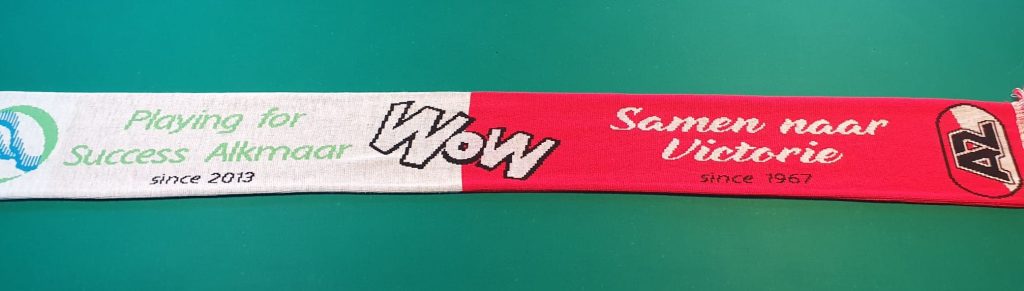 Playing for
Success Alkmaar
since 2013
WoW
Samen naar
Victorie
since 1967
AZ